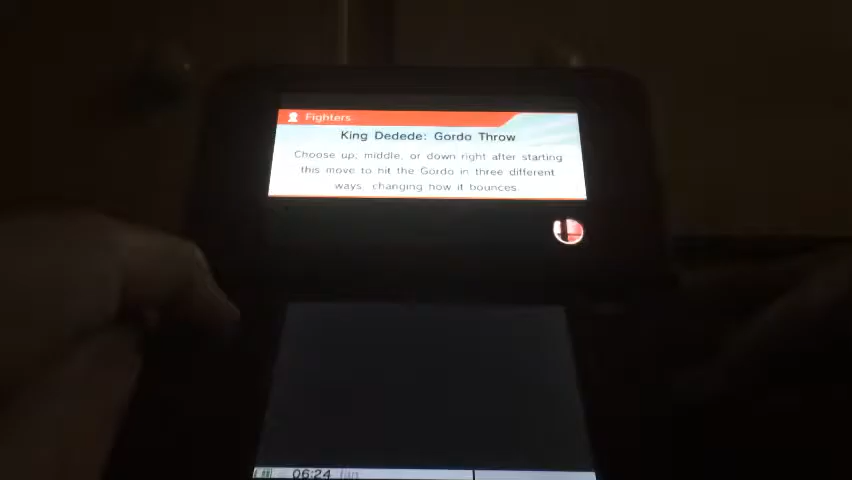 Fighters
King Dedede: Gordo Throw
Choose up, middle, or down right after starting
this move to hit the Gordo in three different
ways, changing how it bounces.
06:24